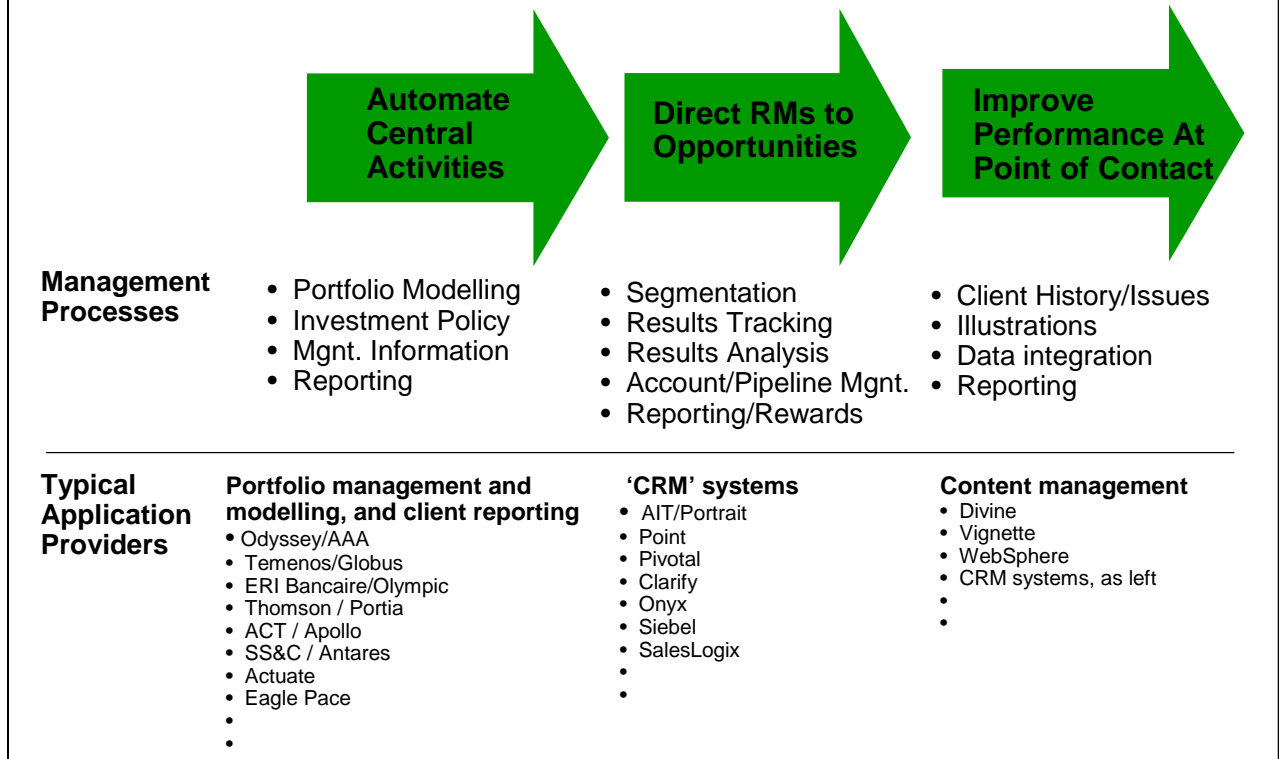 Automate
Central
Activities
Direct RMs to
Opportunities
Improve
Performance At
Point of Contact
Management
Processes
• Portfolio Modelling
• Investment Policy
• Mgnt. Information
• Reporting
• Segmentation
• Results Tracking
• Results Analysis
• Account/Pipeline Mgnt.
• Reporting/Rewards
• Client History/Issues
• Illustrations
• Data integration
• Reporting
Typical
Application
Providers
Portfolio management and
modelling, and client reporting
• Odyssey/AAA
• Temenos/Globus
• ERI Bancaire/Olympic
• Thomson / Portia
• ACT / Apollo
• SS&C / Antares
• Actuate
• Eagle Pace
•
•
‘CRM’ systems
• AIT/Portrait
• Point
• Pivotal
• Clarify
• Onyx
• Siebel
• SalesLogix
•
•
Content management
• Divine
• Vignette
• WebSphere
• CRM systems, as left
•
•